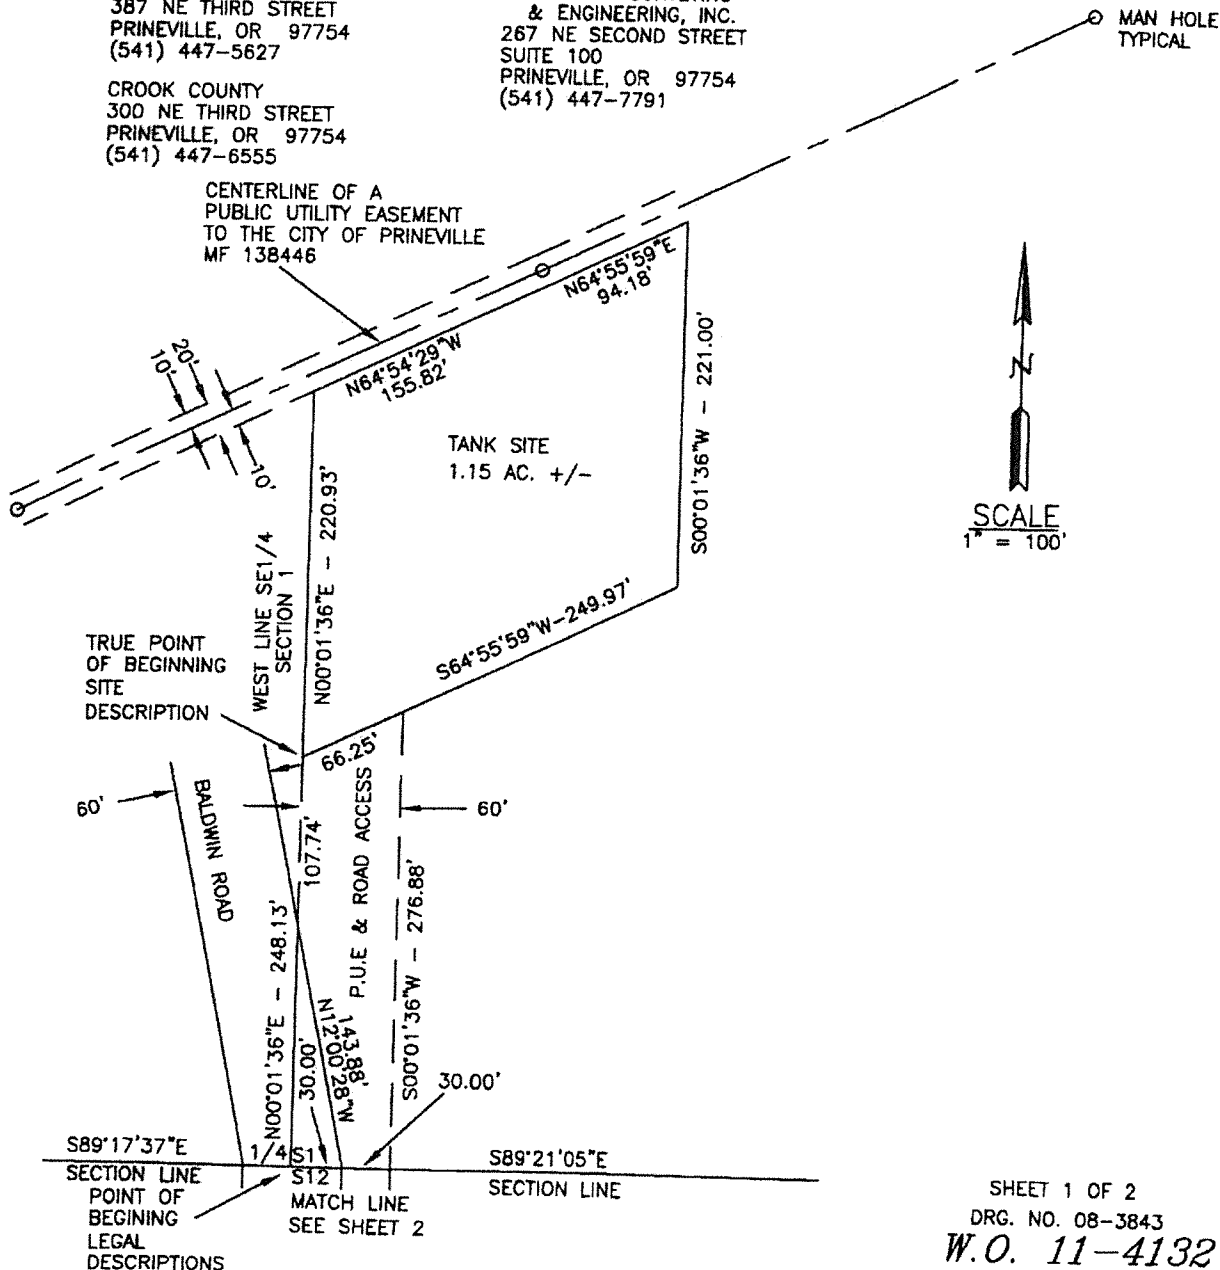 387 NE THIRD STREET
PRINEVILLE, OR 97754
(541) 447-5627
CROOK COUNTY
300 NE THIRD STREET
PRINEVILLE, OR 97754
(541) 447-6555
& ENGINEERING, INC.
267 NE SECOND STREET
SUITE 100
PRINEVILLE, OR 97754
(541) 447-7791
MAN HOLE
TYPICAL
CENTERLINE OF A
PUBLIC UTILITY EASEMENT
TO THE CITY OF PRINEVILLE
MF 138446
N64°55'59"E
94.18'
N64°54'29"W
155.82'
20'
10'
10'
TANK SITE
1.15 AC. +/-
S00°01'36"W - 221.00'
N
SCALE
1" = 100'
WEST LINE SE1/4
SECTION 1
N00°01'36"E - 220.93'
S64°55'59"W-249.97'
TRUE POINT
OF BEGINNING
SITE
DESCRIPTION
66.25'
60'
60'
BALDWIN ROAD
107.74'
P.U.E & ROAD ACCESS
S00°01'36"W - 276.88'
N00°01'36"E - 248.13'
30.00'
143.88'
N12°00'28"W
30.00'
S89°17'37"E
SECTION LINE
1/4
S1
S12
S89°21'05"E
SECTION LINE
POINT OF
BEGINING
LEGAL
DESCRIPTIONS
MATCH LINE
SEE SHEET 2
SHEET 1 OF 2
DRG. NO. 08-3843
W.O. 11-4132